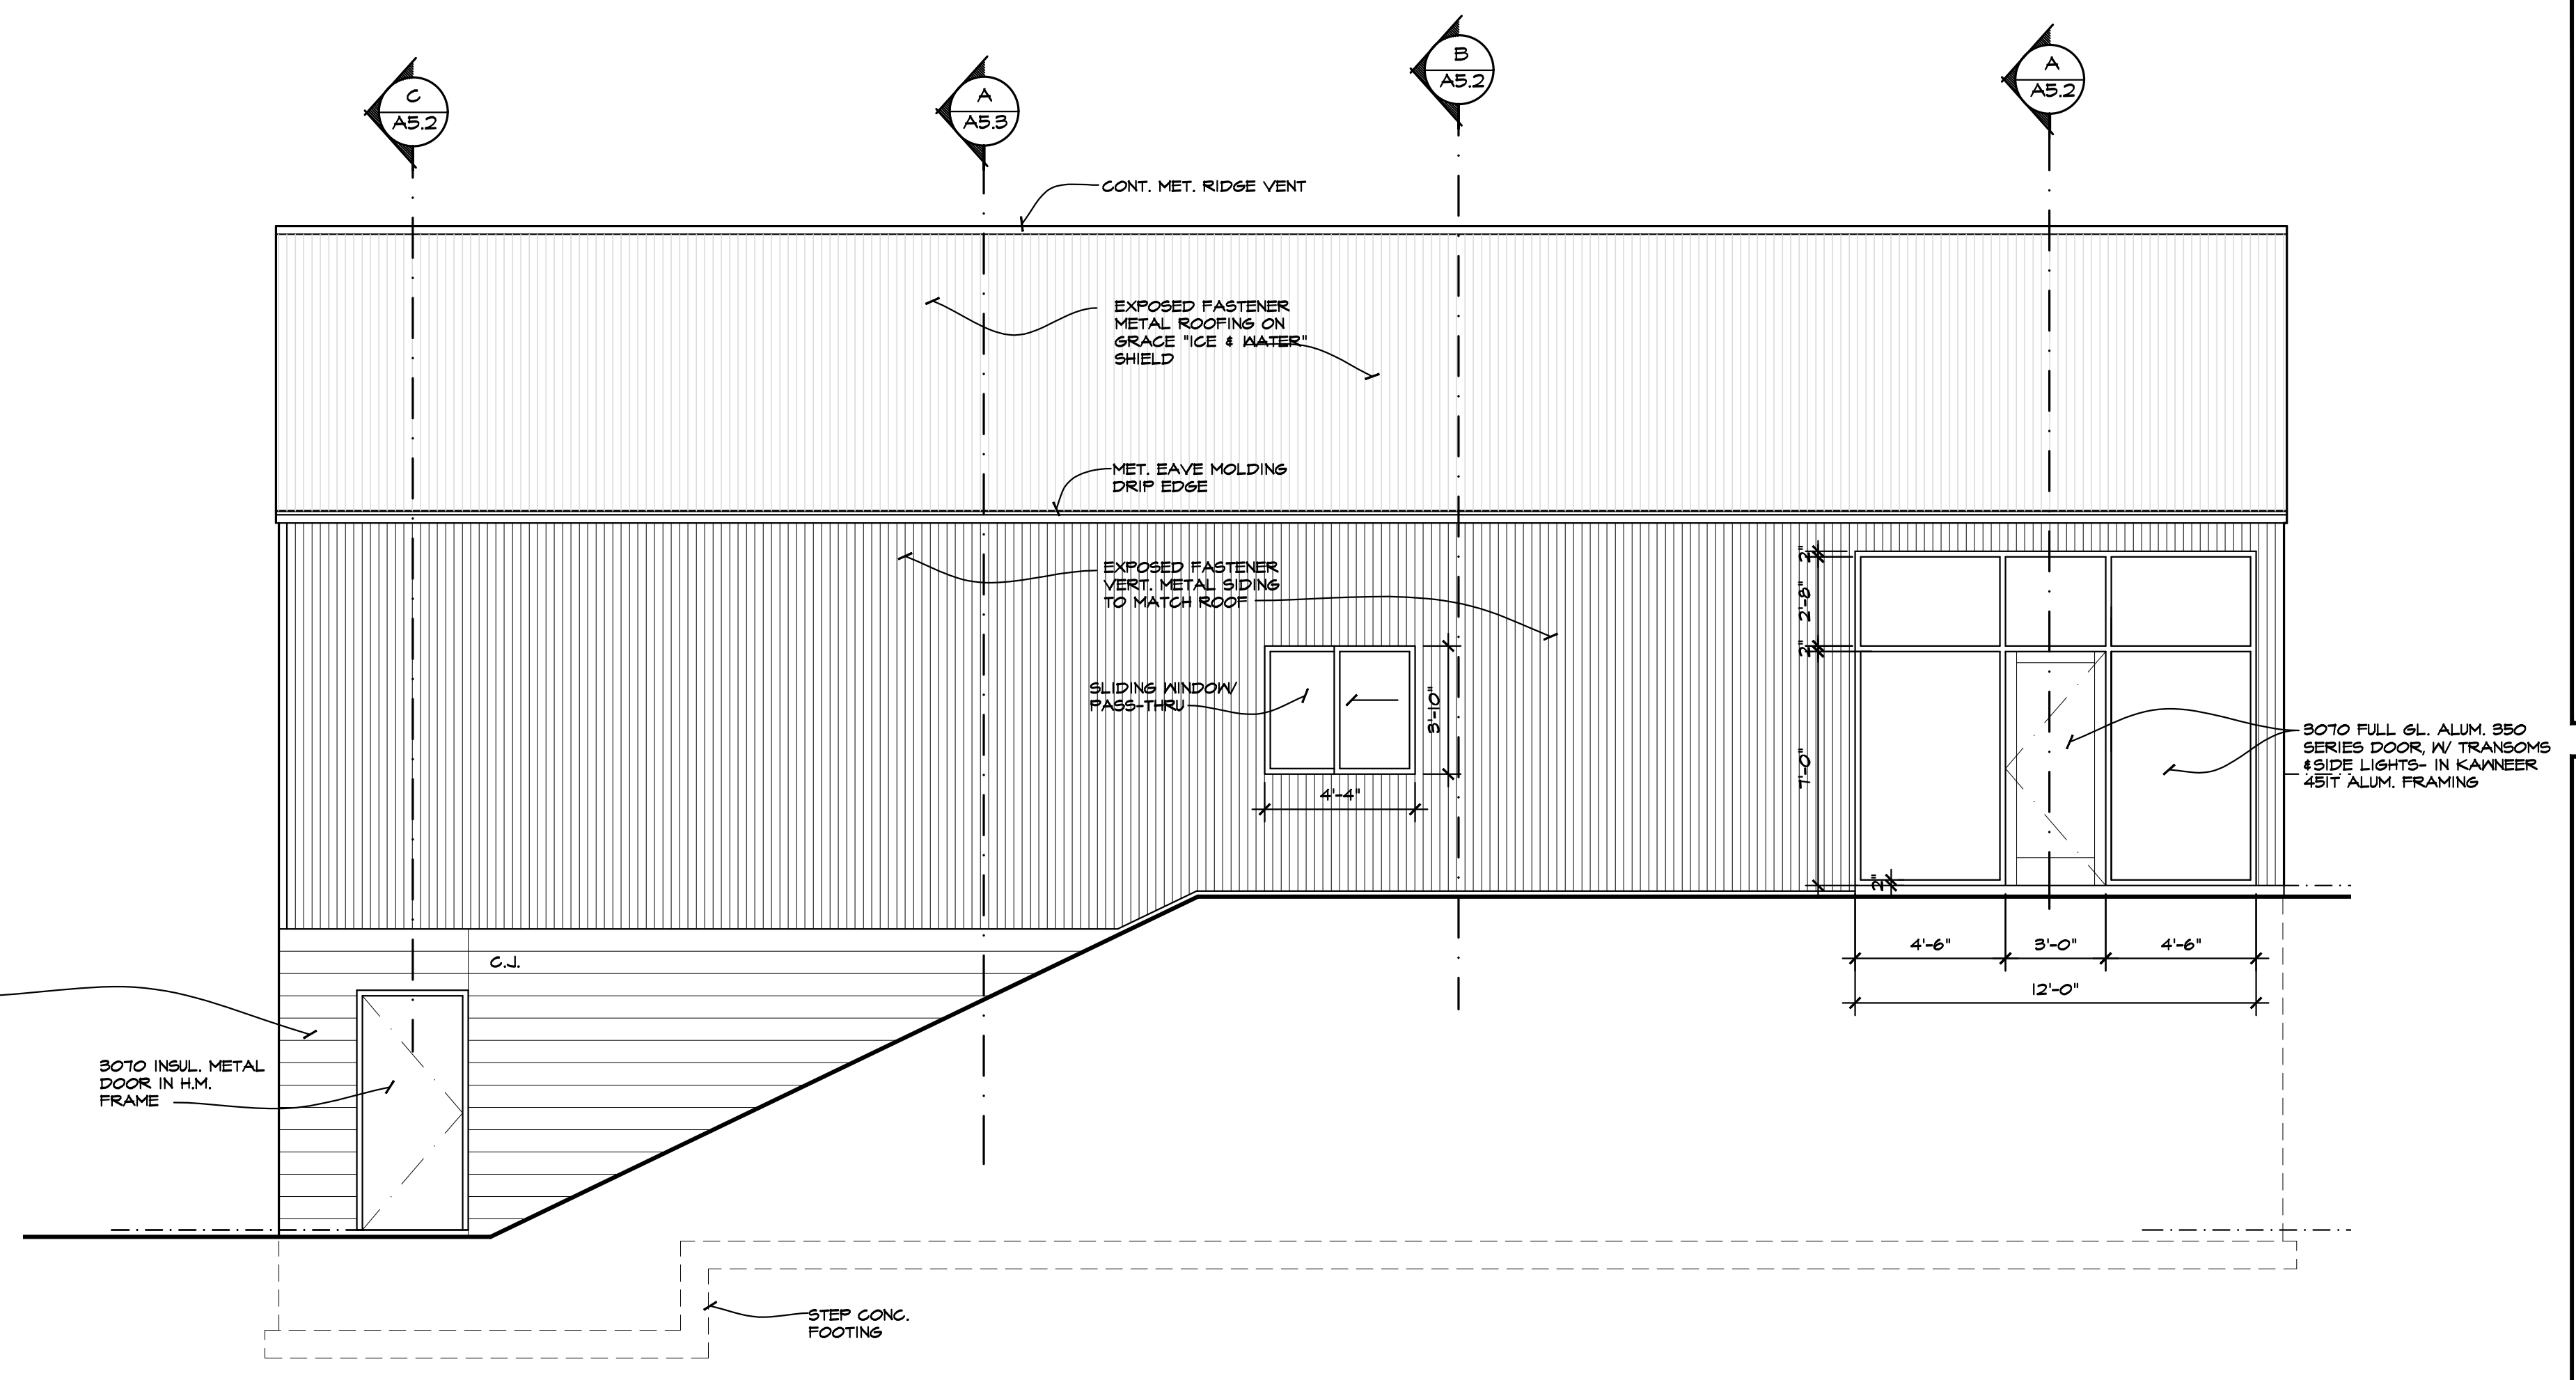 C
A5.2
A
A5.3
B
A5.2
A
A5.2
CONT. MET. RIDGE VENT
EXPOSED FASTENER
METAL ROOFING ON
GRACE "ICE & WATER"
SHIELD
MET. EAVE MOLDING
DRIP EDGE
EXPOSED FASTENER
VERT. METAL SIDING
TO MATCH ROOF
2"
2'-8"
2"
7'-0"
2"
SLIDING WINDOW/
PASS-THRU
3'-10"
4'-4"
3070 FULL GL. ALUM. 350
SERIES DOOR, W/ TRANSOMS
& SIDE LIGHTS- IN KAWNEER
451T ALUM. FRAMING
4'-6"
3'-0"
4'-6"
12'-0"
C.J.
3070 INSUL. METAL
DOOR IN H.M.
FRAME
STEP CONC.
FOOTING